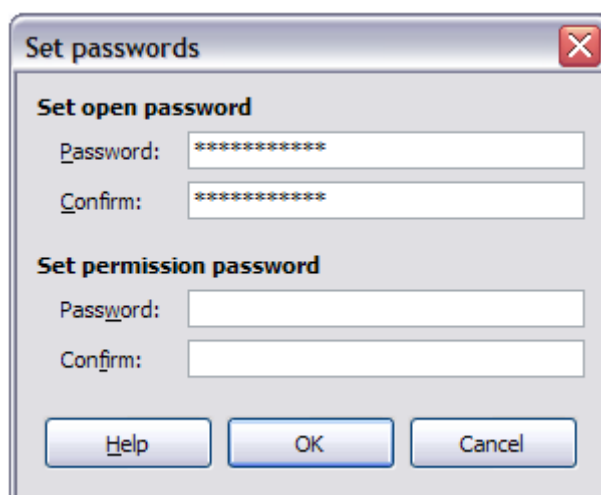 Set passwords
Set open password
Password: ***********
Confirm: ***********
Set permission password
Password:
Confirm:
Help OK Cancel